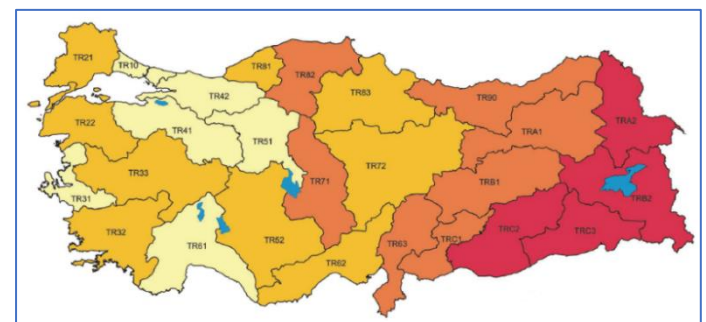 TR21
TR10
TR81
TR82
TR42
TR83
TR90
TRA2
TR22
TR41
TR51
TRA1
TR33
TR72
TR71
TRB1
TRB2
TR31
TR32
TR61
TR52
TR63
TRC1
TRC2
TRC3
TR62